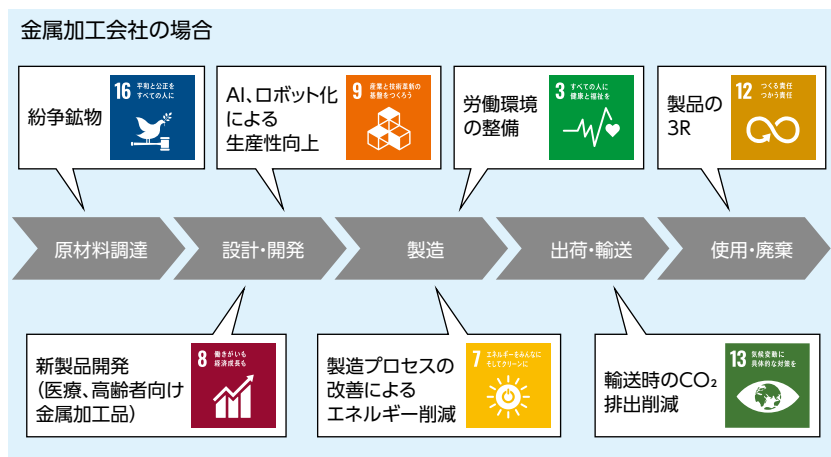 金属加工会社の場合
紛争鉱物
16 平和と公正を
すべての人に
AI、ロボット化
による
生産性向上
9 産業と技術革新の
基盤をつくろう
労働環境
の整備
3 すべての人に
健康と福祉を
製品の
3R
12 つくる責任
つかう責任
原材料調達
設計・開発
製造
出荷・輸送
使用・廃棄
新製品開発
（医療、高齢者向け
金属加工品）
8 働きがいも
経済成長も
製造プロセスの
改善による
エネルギー削減
7 エネルギーをみんなに
そしてクリーンに
輸送時のCO₂
排出削減
13 気候変動に
具体的な対策を